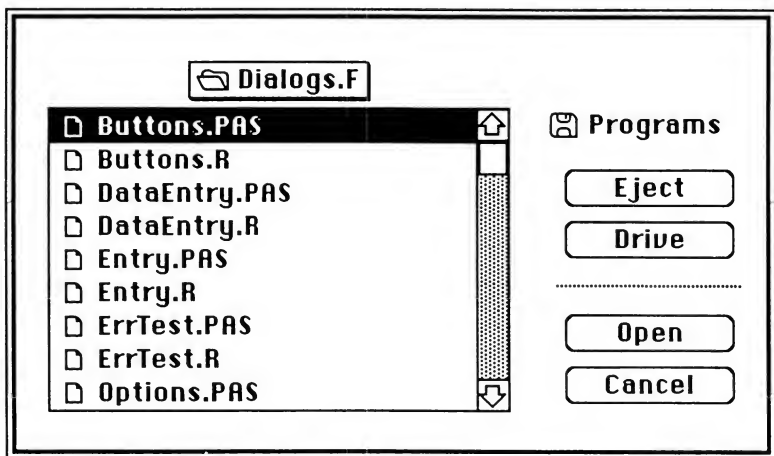 Dialogs.F
Buttons.PAS
Buttons.R
DataEntry.PAS
DataEntry.R
Entry.PAS
Entry.R
ErrTest.PAS
ErrTest.R
Options.PAS
Programs
Eject
Drive
Open
Cancel